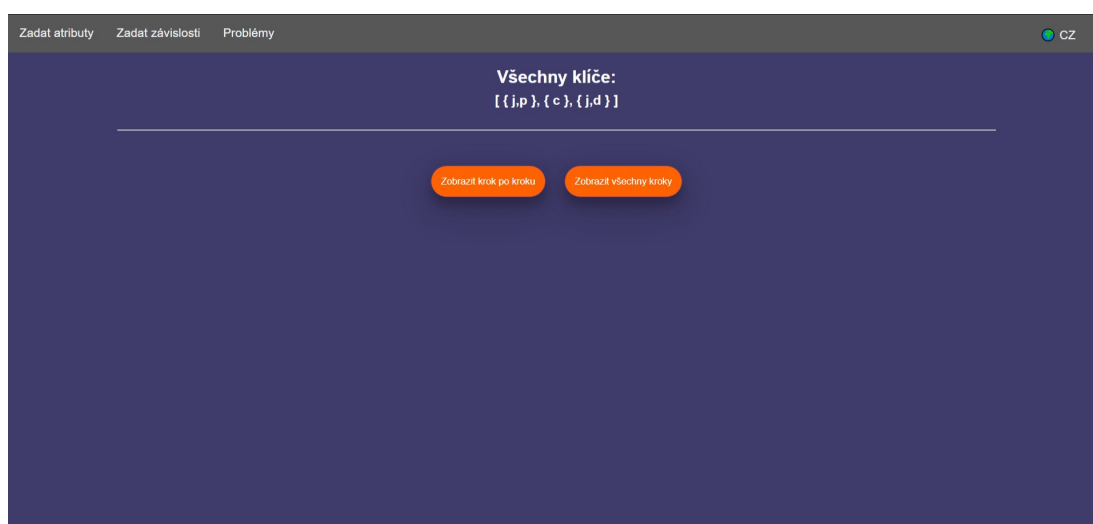 Zadat atributy Zadat závislosti Problémy CZ
Všechny klíče:
[ { j,p }, { c }, { j,d } ]
Zobrazit krok po kroku Zobrazit všechny kroky